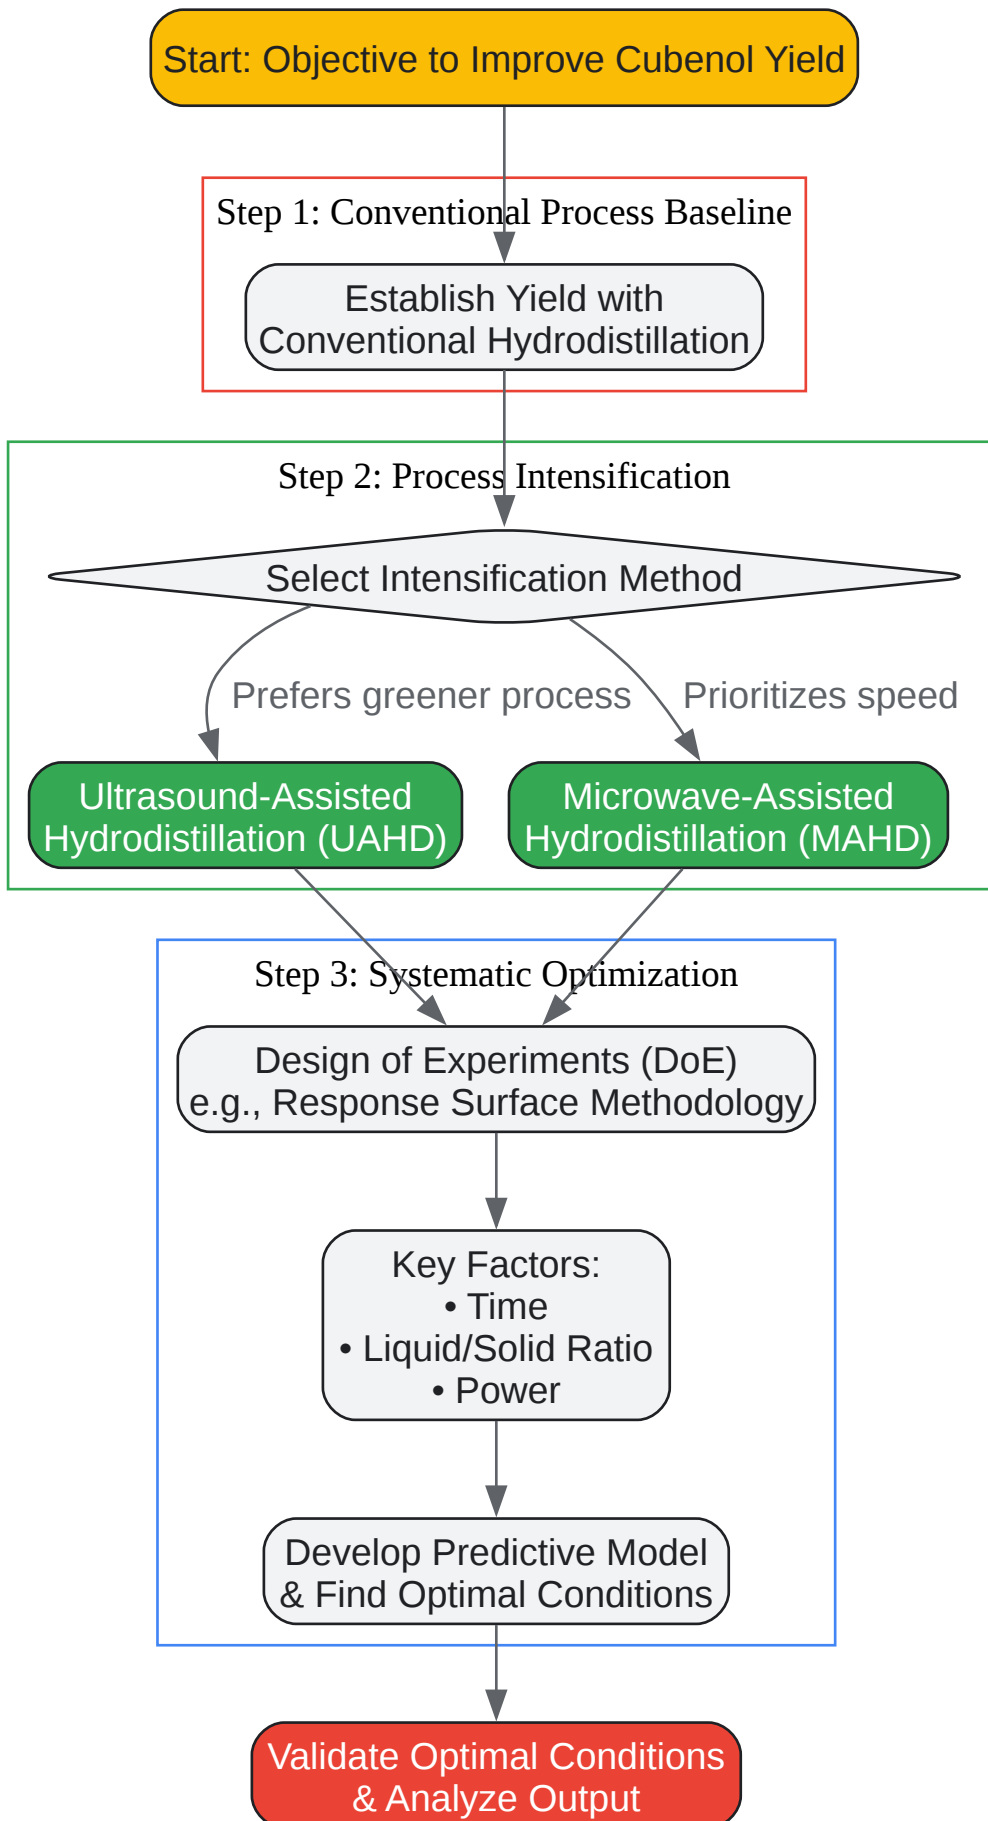 Start: Objective to Improve Cubenol Yield
Step 1: Conventional Process Baseline
Establish Yield with
Conventional Hydrodistillation
Step 2: Process Intensification
Select Intensification Method
Prefers greener process
Prioritizes speed
Ultrasound-Assisted
Hydrodistillation (UAHD)
Microwave-Assisted
Hydrodistillation (MAHD)
Step 3: Systematic Optimization
Design of Experiments (DoE)
e.g., Response Surface Methodology
Key Factors:
• Time
• Liquid/Solid Ratio
• Power
Develop Predictive Model
& Find Optimal Conditions
Validate Optimal Conditions
& Analyze Output